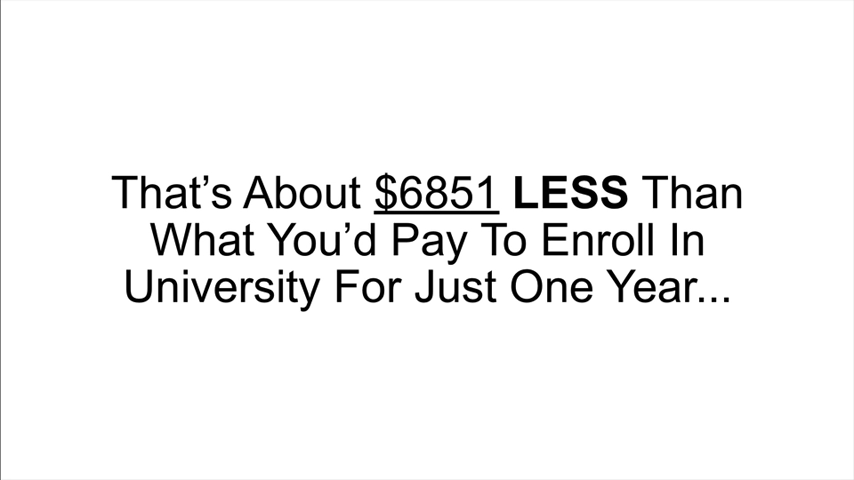 That’s About $6851 LESS Than
What You’d Pay To Enroll In
University For Just One Year...